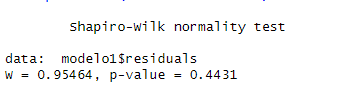 Shapiro-Wilk normality test
data:  modelo1$residuals
W = 0.95464, p-value = 0.4431